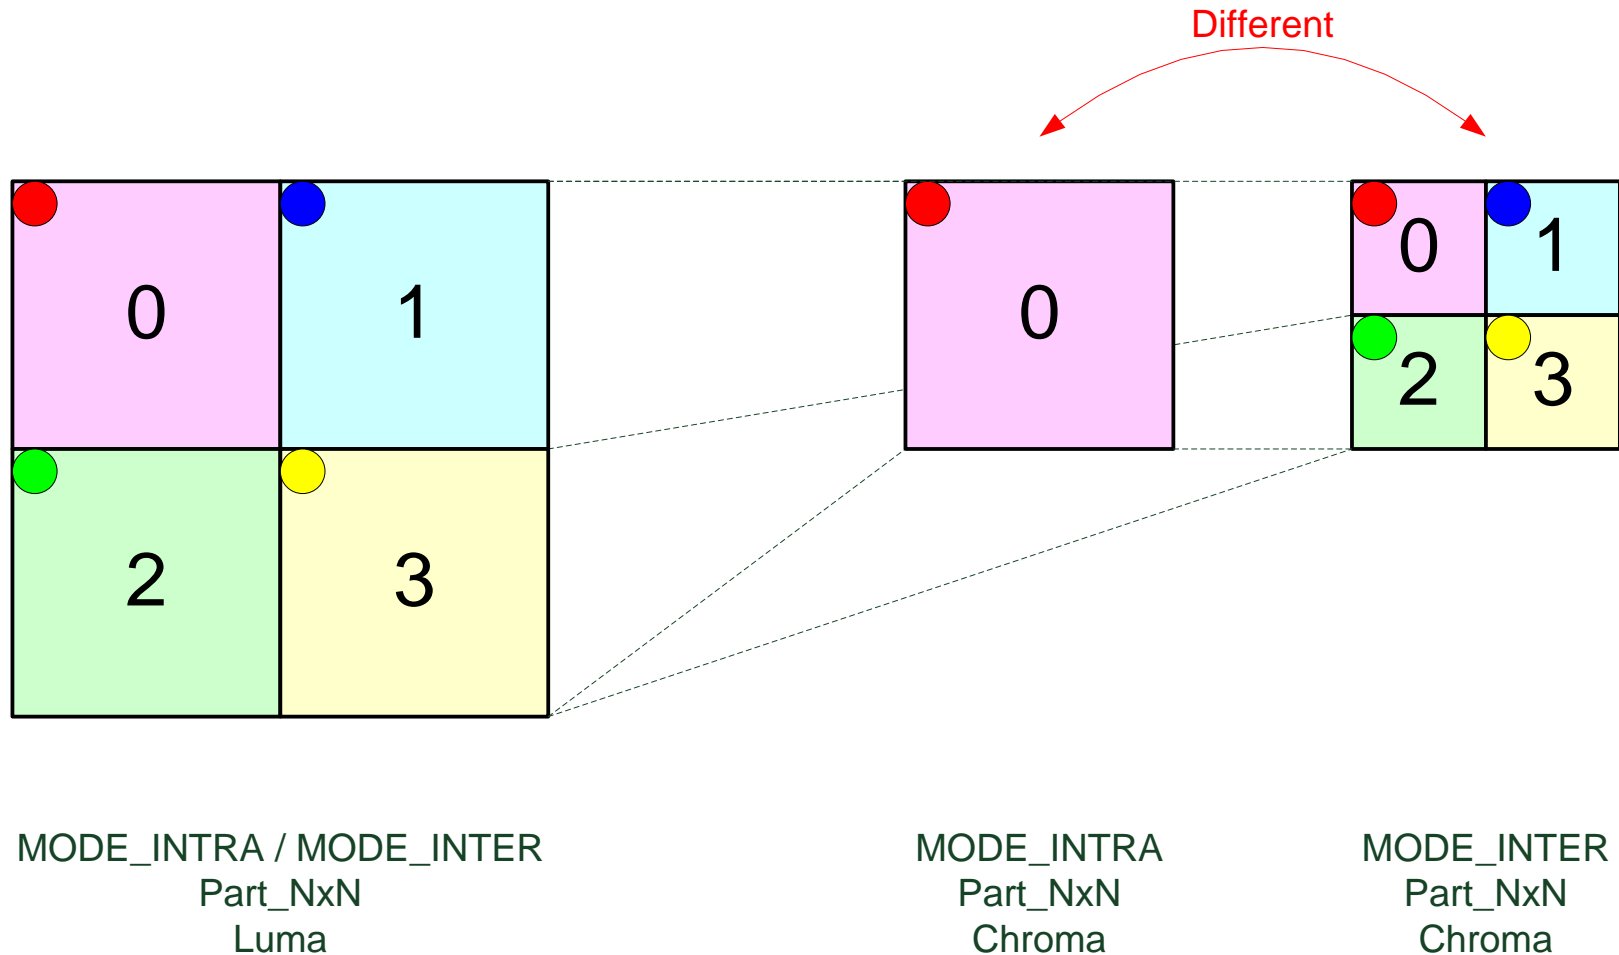 Different
0 1
0
0 1
2 3
2 3
MODE_INTRA / MODE_INTER
Part_NxN
Luma
MODE_INTRA
Part_NxN
Chroma
MODE_INTER
Part_NxN
Chroma